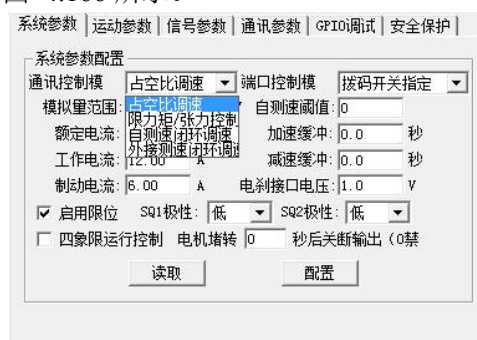 系统参数 运动参数 信号参数 通讯参数 GPIO调试 安全保护
系统参数配置
通讯控制模 占空比调速 端口控制模 拨码开关指定
模拟量范围: 占空比调速 自测速阈值: 0
限力矩/张力控制
额定电流: 自测速闭环调速 加速缓冲: 0.0 秒
外接测速闭环调
工作电流: 12.00 A 减速缓冲: 0.0 秒
制动电流: 6.00 A 电刹接口电压: 1.0 V
启用限位 SQ1极性: 低 SQ2极性: 低
四象限运行控制 电机堵转 0 秒后关断输出 (0禁
读取 配置